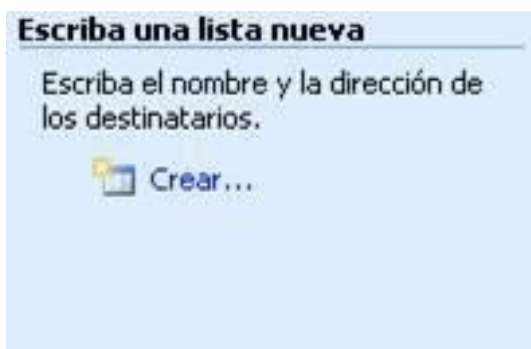 Escriba una lista nueva
Escriba el nombre y la dirección de
los destinatarios.
Crear...